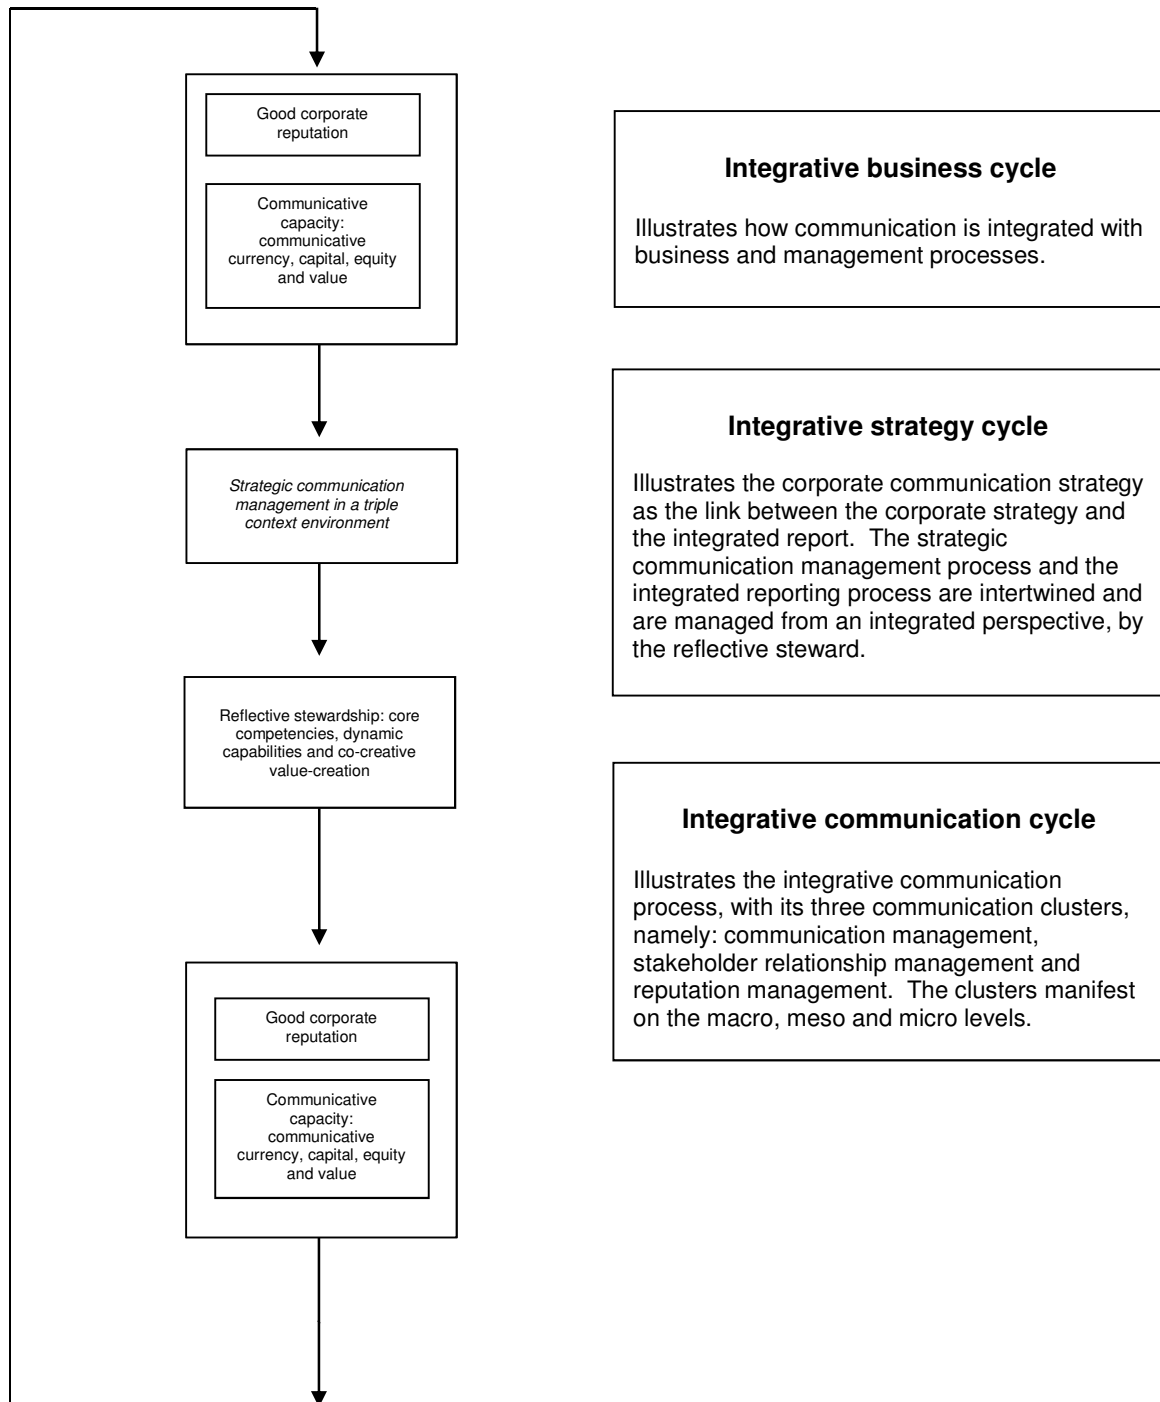 Good corporate
reputation
Communicative
capacity:
communicative
currency, capital, equity
and value
Strategic communication
management in a triple
context environment
Reflective stewardship: core
competencies, dynamic
capabilities and co-creative
value-creation
Good corporate
reputation
Communicative
capacity:
communicative
currency, capital, equity
and value
Integrative business cycle
Illustrates how communication is integrated with
business and management processes.
Integrative strategy cycle
Illustrates the corporate communication strategy
as the link between the corporate strategy and
the integrated report.  The strategic
communication management process and the
integrated reporting process are intertwined and
are managed from an integrated perspective, by
the reflective steward.
Integrative communication cycle
Illustrates the integrative communication
process, with its three communication clusters,
namely: communication management,
stakeholder relationship management and
reputation management.  The clusters manifest
on the macro, meso and micro levels.